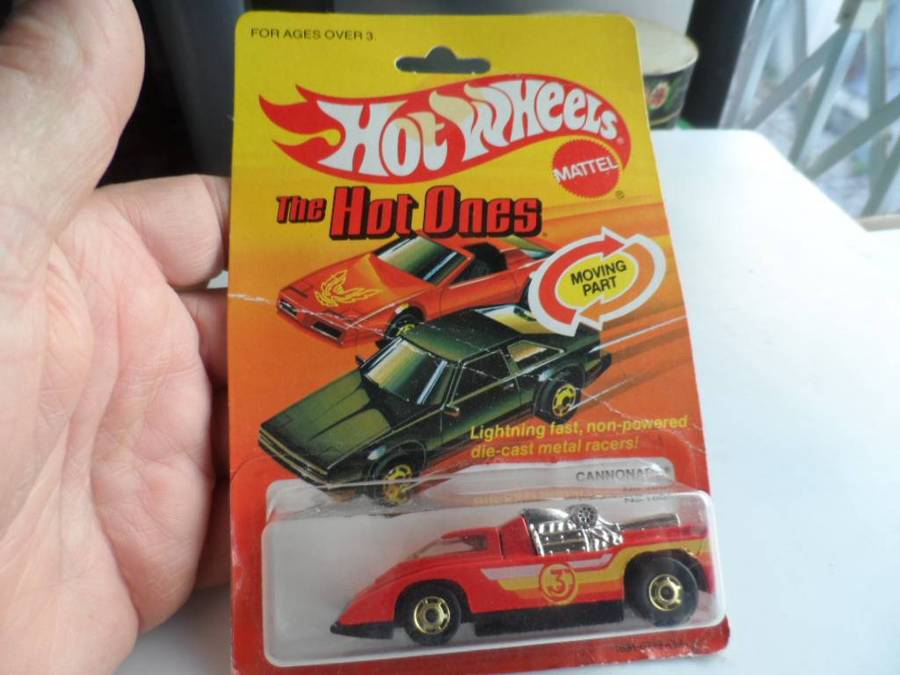 FOR AGES OVER 3.
HOT WHEELS®
MATTEL®
The Hot Ones
MOVING
PART
Lightning fast, non-powered
die-cast metal racers!
3